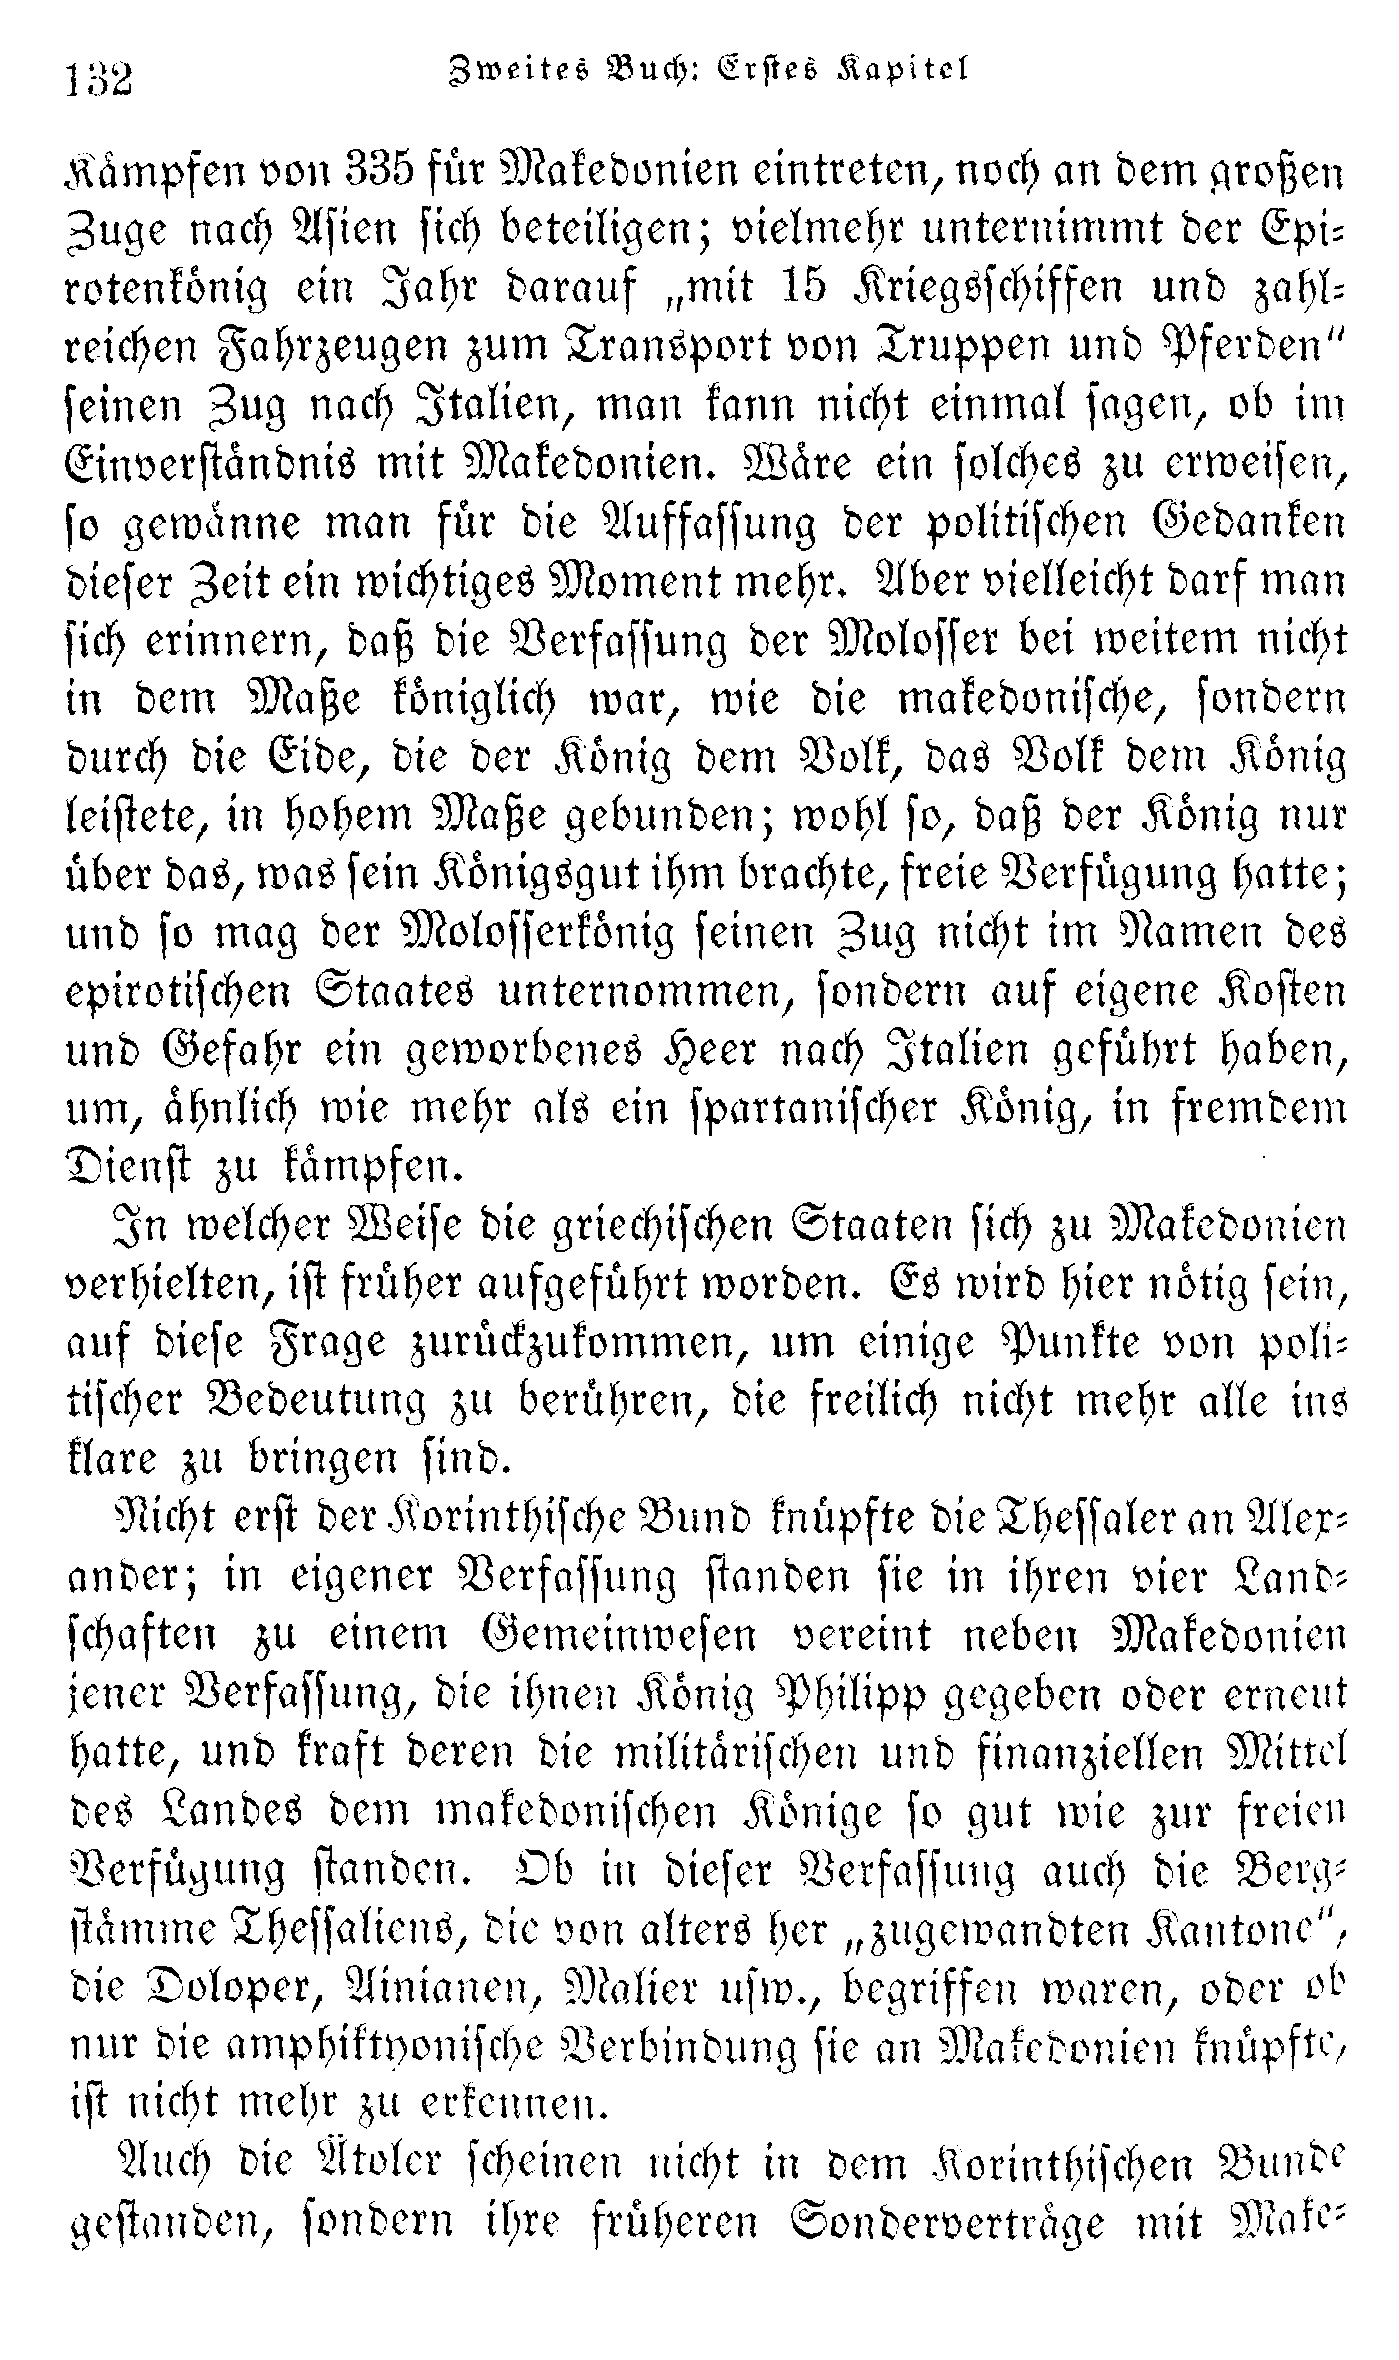 132
Zweites Buch: Erstes Kapitel
Kämpfen von 335 für Makedonien eintreten, noch an dem großen
Zuge nach Asien sich beteiligen; vielmehr unternimmt der Epi-
rotenkönig ein Jahr darauf „mit 15 Kriegsschiffen und zahl-
reichen Fahrzeugen zum Transport von Truppen und Pferden“
seinen Zug nach Italien, man kann nicht einmal sagen, ob im
Einverständnis mit Makedonien. Wäre ein solches zu erweisen,
so gewänne man für die Auffassung der politischen Gedanken
dieser Zeit ein wichtiges Moment mehr. Aber vielleicht darf man
sich erinnern, daß die Verfassung der Molosser bei weitem nicht
in dem Maße königlich war, wie die makedonische, sondern
durch die Eide, die der König dem Volk, das Volk dem König
leistete, in hohem Maße gebunden; wohl so, daß der König nur
über das, was sein Königsgut ihm brachte, freie Verfügung hatte;
und so mag der Molosserkönig seinen Zug nicht im Namen des
epirotischen Staates unternommen, sondern auf eigene Kosten
und Gefahr ein geworbenes Heer nach Italien geführt haben,
um, ähnlich wie mehr als ein spartanischer König, in fremdem
Dienst zu kämpfen.
In welcher Weise die griechischen Staaten sich zu Makedonien
verhielten, ist früher aufgeführt worden. Es wird hier nötig sein,
auf diese Frage zurückzukommen, um einige Punkte von poli-
tischer Bedeutung zu berühren, die freilich nicht mehr alle ins
klare zu bringen sind.
Nicht erst der Korinthische Bund knüpfte die Thessaler an Alex-
ander; in eigener Verfassung standen sie in ihren vier Land-
schaften zu einem Gemeinwesen vereint neben Makedonien
jener Verfassung, die ihnen König Philipp gegeben oder erneut
hatte, und kraft deren die militärischen und finanziellen Mittel
des Landes dem makedonischen Könige so gut wie zur freien
Verfügung standen. Ob in dieser Verfassung auch die Berg-
stämme Thessaliens, die von alters her „zugewandten Kantone“,
die Doloper, Ainianen, Malier usw., begriffen waren, oder ob
nur die amphiktyonische Verbindung sie an Makedonien knüpfte,
ist nicht mehr zu erkennen.
Auch die Ätoler scheinen nicht in dem Korinthischen Bunde
gestanden, sondern ihre früheren Sonderverträge mit Make-